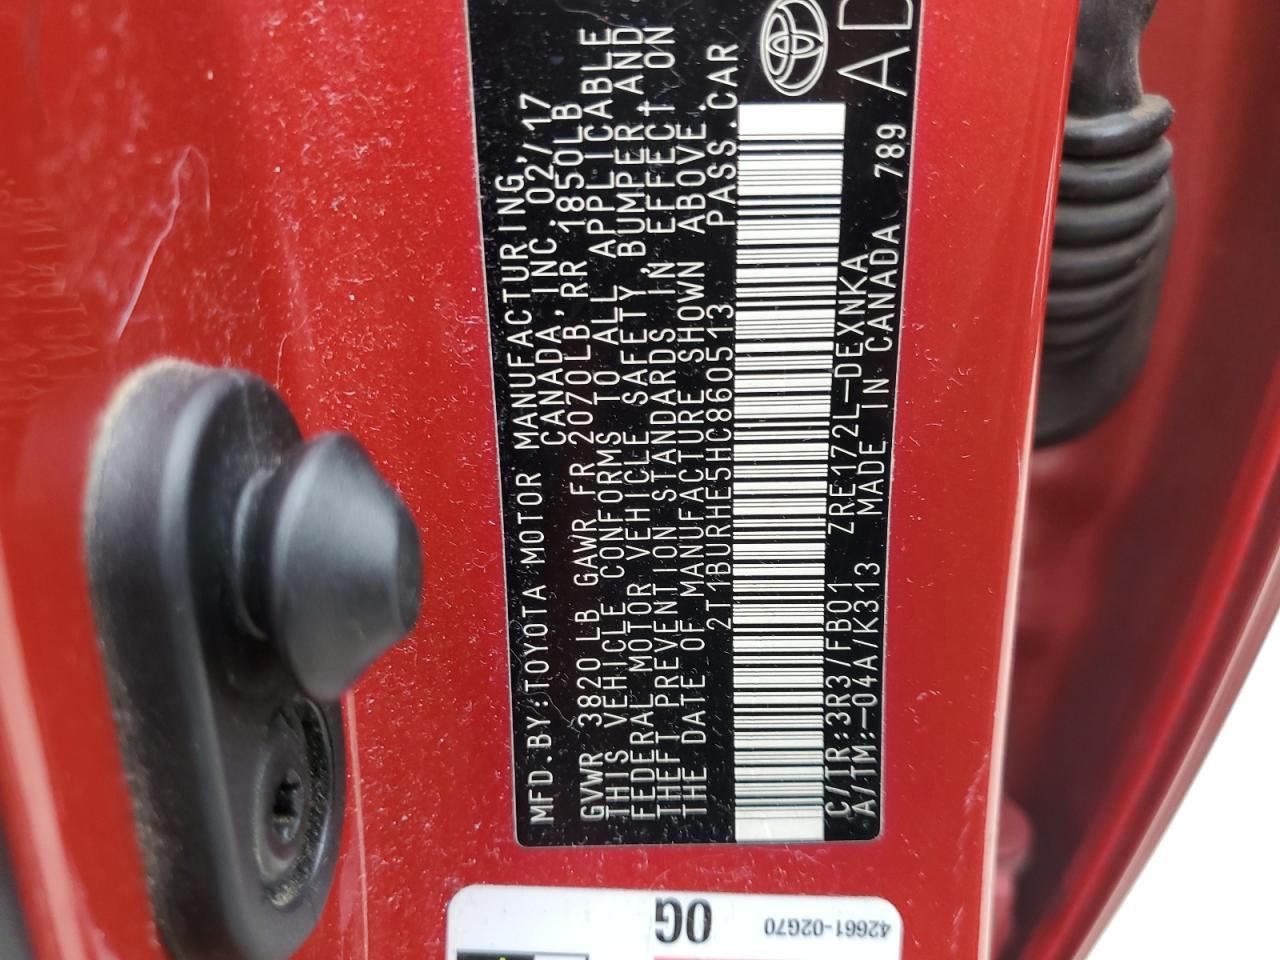 MFD.BY:TOYOTA MOTOR MANUFACTURING,
CANADA, INC. 02/17
GVWR 3820 LB GAWR FR 2070LB, RR 1850LB
THIS VEHICLE CONFORMS TO ALL APPLICABLE
FEDERAL MOTOR VEHICLE SAFETY, BUMPER, AND
THEFT PREVENTION STANDARDS IN EFFECT ON
THE DATE OF MANUFACTURE SHOWN ABOVE.
2T1BURHE5HC860513 PASS.CAR
C/TR:3R3/FB01 ZRE172L-DEXNKA
A/TM:-04A/K313 MADE IN CANADA 789
AD
0G
42661-02G70